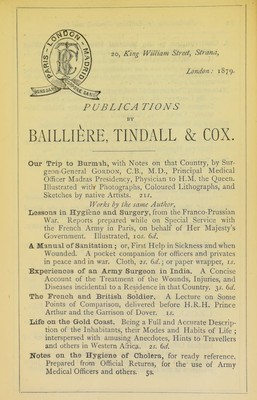 PARIS - LONDON - MADRID
20, King William Street, Strand,
London: 1879.
PUBLICATIONS
BY
BAILLIÈRE, TINDALL & COX.
Our Trip to Burmah, with Notes on that Country, by Sur-
geon-General GORDON, C.B., M.D., Principal Medical
Officer Madras Presidency, Physician to H.M. the Queen.
Illustrated with Photographs, Coloured Lithographs, and
Sketches by native Artists. 21s.
Works by the same Author,
Lessons in Hygiène and Surgery, from the Franco-Prussian
War. Reports prepared while on Special Service with
the French Army in Paris, on behalf of Her Majesty's
Government. Illustrated, 10s. 6d.
A Manual of Sanitation; or, First Help in Sickness and when
Wounded. A pocket companion for officers and privates
in peace and in war. Cloth, 2s. 6d.; or paper wrapper, 1s.
Experiences of an Army Surgeon in India. A Concise
Account of the Treatment of the Wounds, Injuries, and
Diseases incidental to a Residence in that Country. 3s. 6d.
The French and British Soldier. A Lecture on Some
Points of Comparison, delivered before H.R.H. Prince
Arthur and the Garrison of Dover. 1s.
Life on the Gold Coast. Being a Full and Accurate Descrip-
tion of the Inhabitants, their Modes and Habits of Life;
interspersed with amusing Anecdotes, Hints to Travellers
and others in Western Africa. 2s. 6d.
Notes on the Hygiene of Cholera, for ready reference.
Prepared from Official Returns, for the use of Army
Medical Officers and others. 5s.